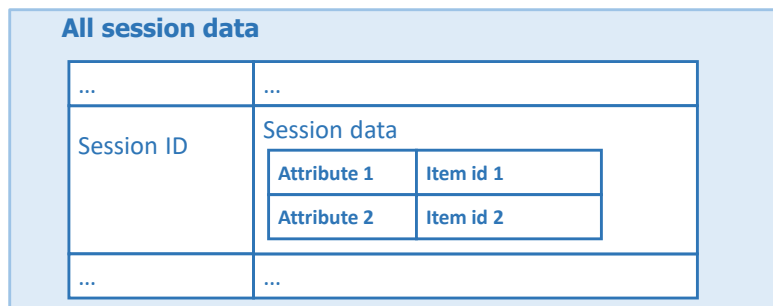 All session data
... ...
Session ID
Session data
Attribute 1 Item id 1
Attribute 2 Item id 2
... ...